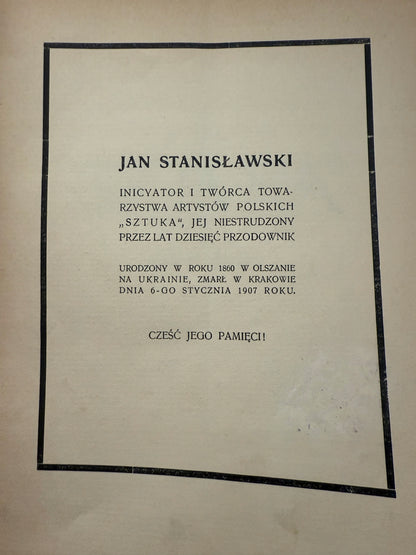 JAN STANISŁAWSKI
INICYATOR I TWÓRCA TOWA-
RZYSTWA ARTYSTÓW POLSKICH
„SZTUKA“, JEJ NIESTRUDZONY
PRZEZ LAT DZIESIĘĆ PRZODOWNIK
URODZONY W ROKU 1860 W OLSZANIE
NA UKRAINIE, ZMARŁ W KRAKOWIE
DNIA 6-GO STYCZNIA 1907 ROKU.
CZEŚĆ JEGO PAMIĘCI!